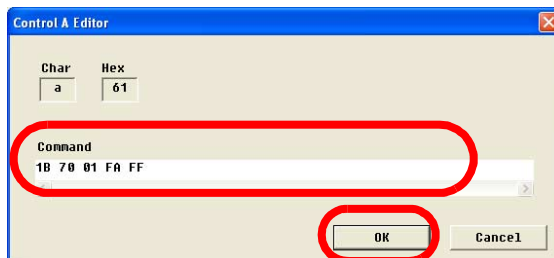 Control A Editor
Char Hex
a 61
Command
1B 70 01 FA FF
OK Cancel